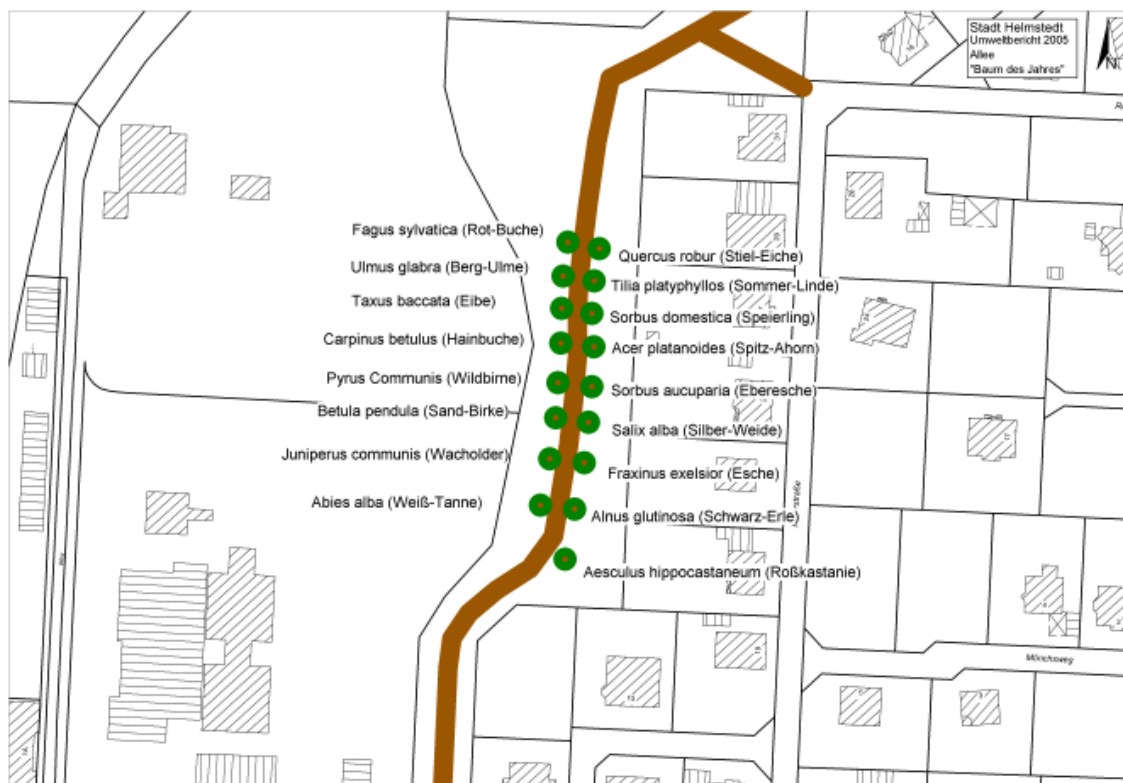 Stadt Helmstedt
Umweltbericht 2005
Allee
"Baum des Jahres"
N
Fagus sylvatica (Rot-Buche)
Quercus robur (Stiel-Eiche)
Ulmus glabra (Berg-Ulme)
Tilia platyphyllos (Sommer-Linde)
Taxus baccata (Eibe)
Sorbus domestica (Speierling)
Carpinus betulus (Hainbuche)
Acer platanoides (Spitz-Ahorn)
Pyrus Communis (Wildbirne)
Sorbus aucuparia (Eberesche)
Betula pendula (Sand-Birke)
Salix alba (Silber-Weide)
Juniperus communis (Wacholder)
Fraxinus exelsior (Esche)
Abies alba (Weiß-Tanne)
Alnus glutinosa (Schwarz-Erle)
Aesculus hippocastaneum (Roßkastanie)
Mönchsweg